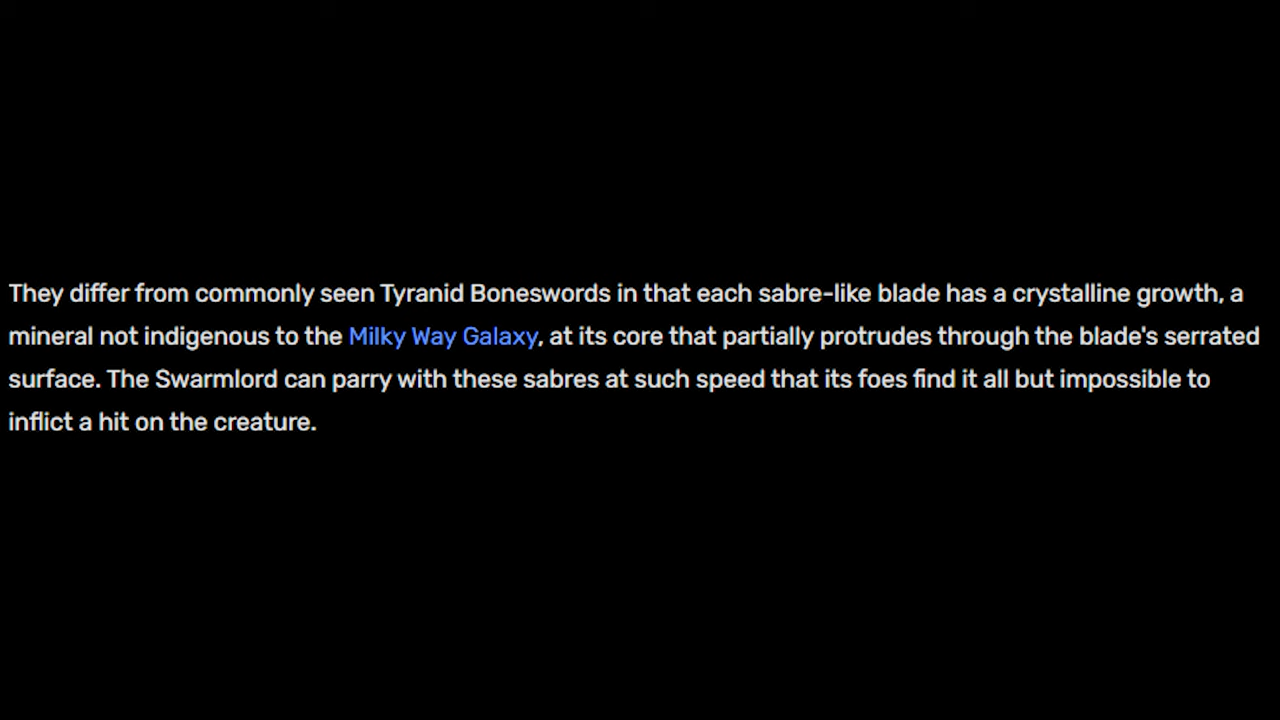 They differ from commonly seen Tyranid Boneswords in that each sabre-like blade has a crystalline growth, a
mineral not indigenous to the Milky Way Galaxy, at its core that partially protrudes through the blade's serrated
surface. The Swarmlord can parry with these sabres at such speed that its foes find it all but impossible to
inflict a hit on the creature.